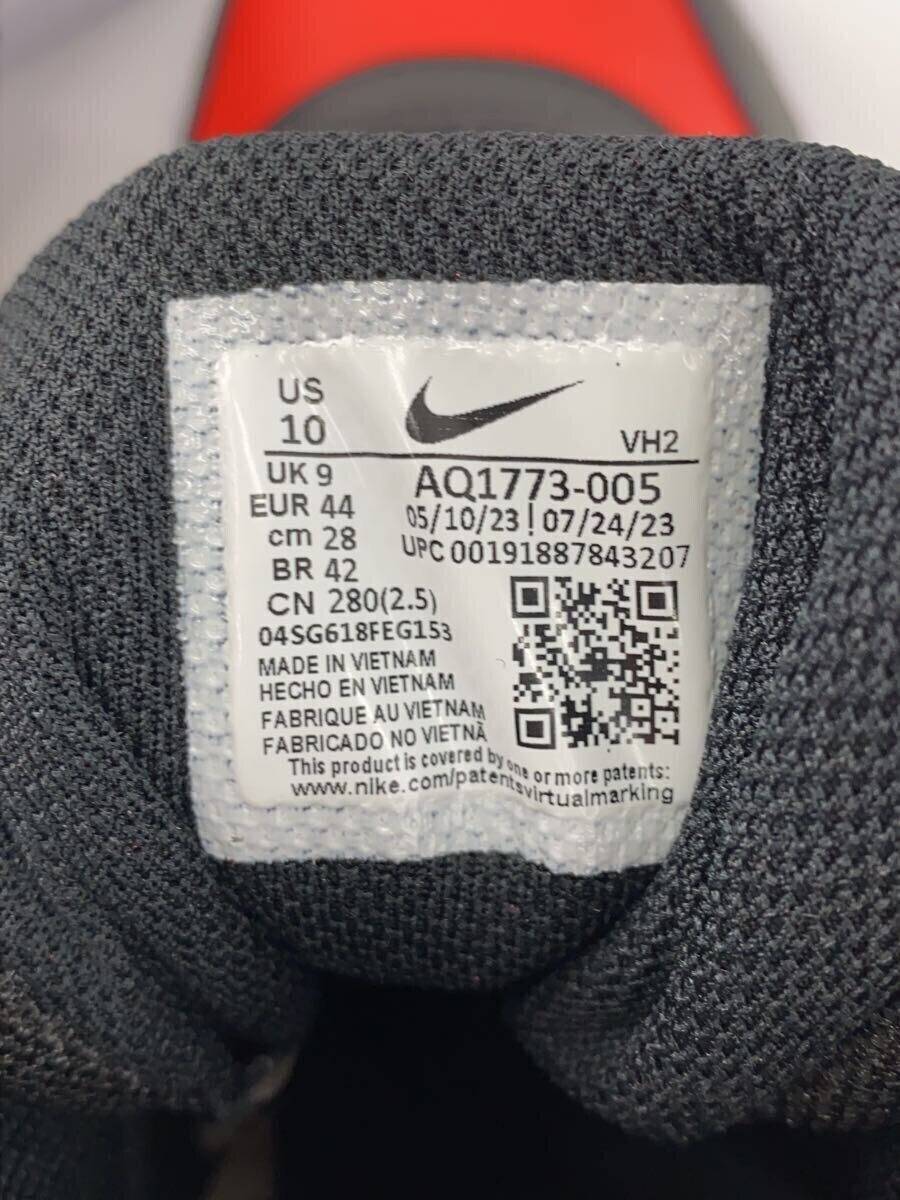 US
10
VH2
UK 9
EUR 44
cm 28
BR 42
CN 280(2.5)
AQ1773-005
05/10/23 | 07/24/23
UPC 00191887843207
04SG618FEG153
MADE IN VIETNAM
HECHO EN VIETNAM
FABRIQUE AU VIETNAM
FABRICADO NO VIETNÃ
This product is covered by one or more patents:
www.nike.com/patentsvirtualmarking